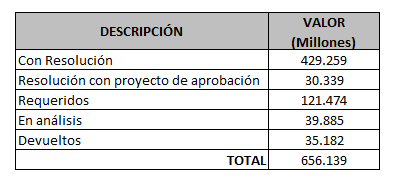 DESCRIPCIÓN VALOR
(Millones)
Con Resolución 429.259
Resolución con proyecto de aprobación 30.339
Requeridos 121.474
En análisis 39.885
Devueltos 35.182
TOTAL 656.139